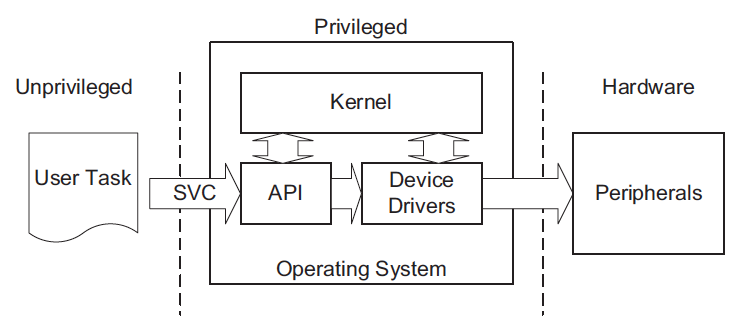 Privileged
Unprivileged
Hardware
Kernel
User Task
SVC
API
Device
Drivers
Peripherals
Operating System